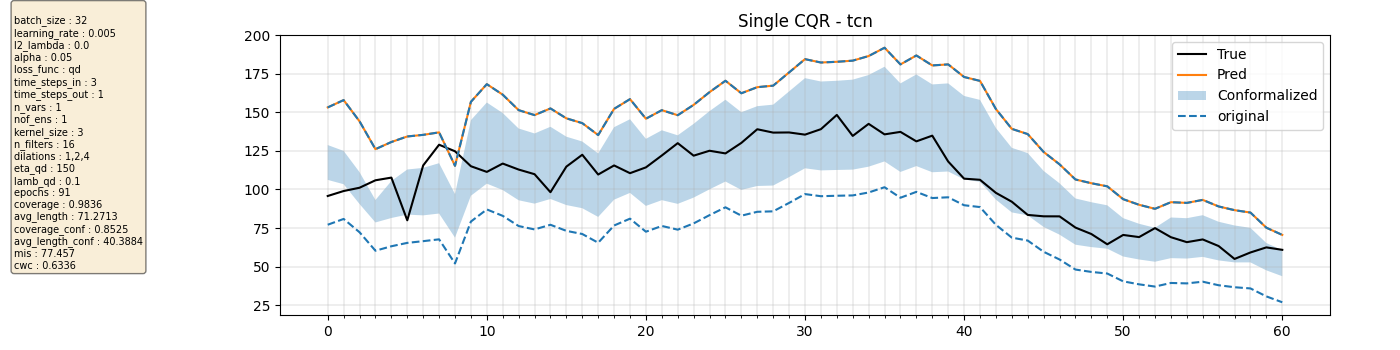 batch_size : 32
learning_rate : 0.005
l2_lambda : 0.0
alpha : 0.05
loss_func : qd
time_steps_in : 3
time_steps_out : 1
n_vars : 1
nof_ens : 1
kernel_size : 3
n_filters : 16
dilations : 1,2,4
eta_qd : 150
lamb_qd : 0.1
epochs : 91
coverage : 0.9836
avg_length : 71.2713
coverage_conf : 0.8525
avg_length_conf : 40.3884
mis : 77.457
cwc : 0.6336
Single CQR - tcn
200
175
150
125
100
75
50
25
0 10 20 30 40 50 60
True
Pred
Conformalized
original